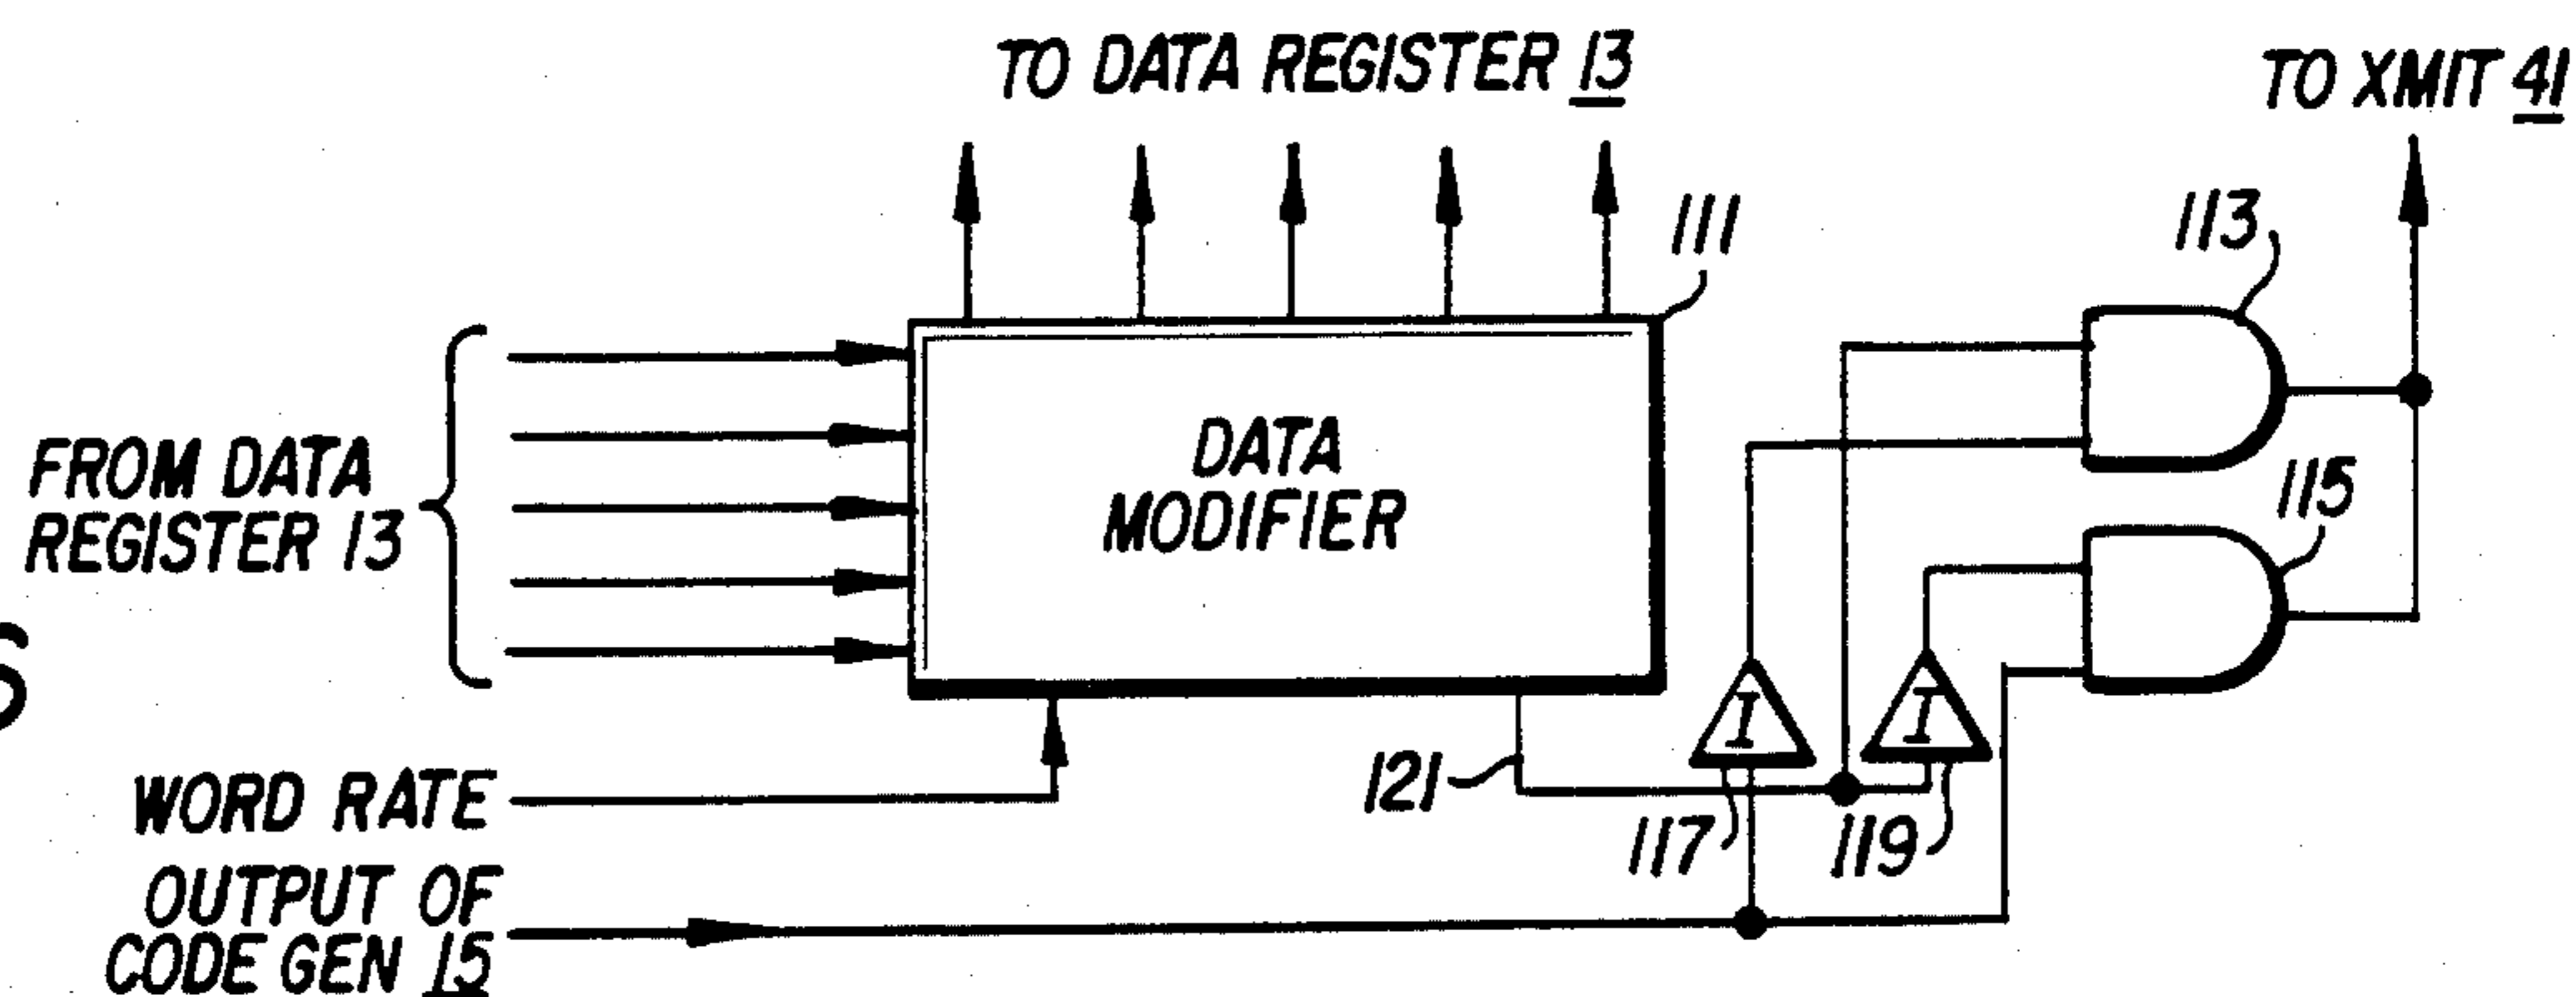 TO DATA REGISTER 13
TO XMIT 41
111
113
115
FROM DATA
REGISTER 13
DATA
MODIFIER
I
I
121
117
119
WORD RATE
OUTPUT OF
CODE GEN 15